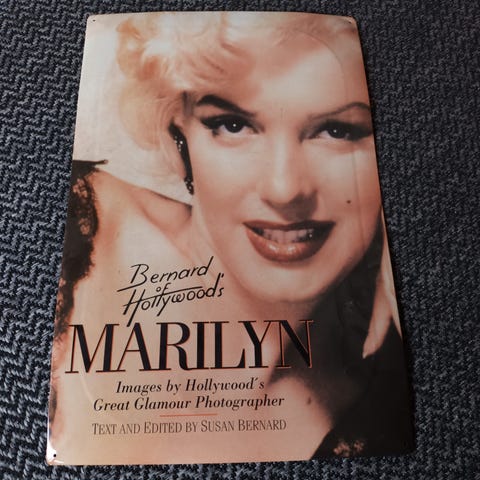 Bernard
of
Hollywood's
MARILYN
Images by Hollywood's
Great Glamour Photographer
TEXT AND EDITED BY SUSAN BERNARD